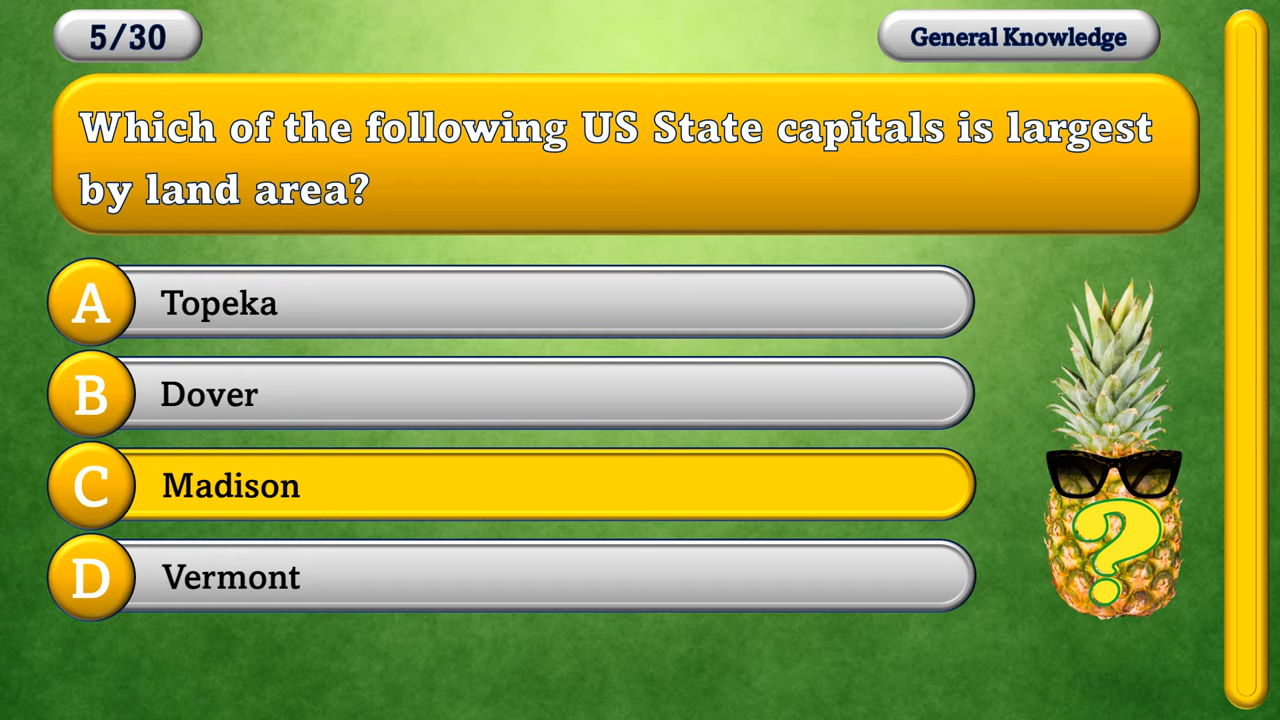 5/30
General Knowledge
Which of the following US State capitals is largest
by land area?
A Topeka
B Dover
C Madison
D Vermont
?